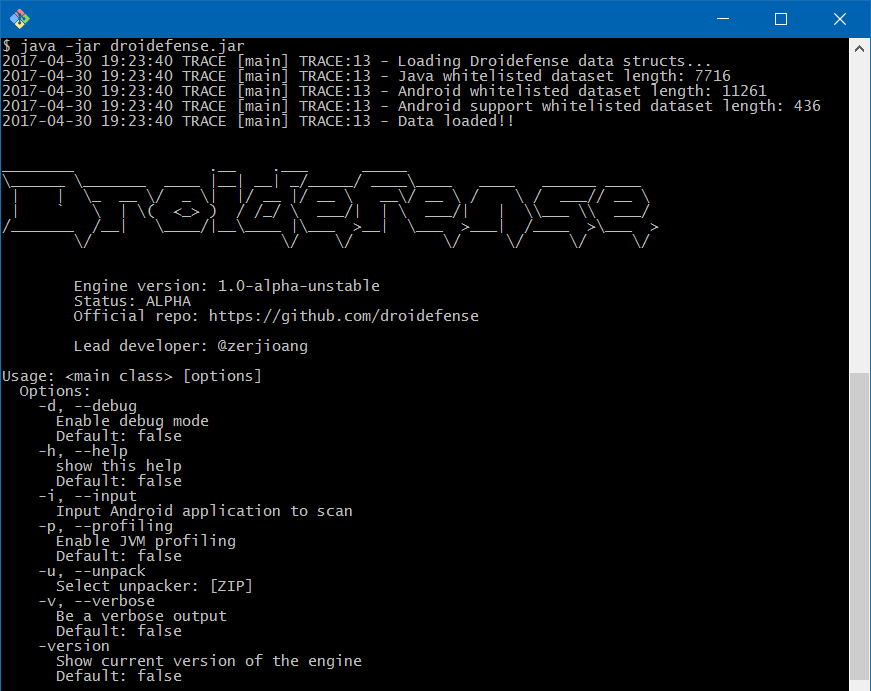 $ java -jar droidefense.jar
2017-04-30 19:23:40 TRACE [main] TRACE:13 - Loading Droidefense data structs...
2017-04-30 19:23:40 TRACE [main] TRACE:13 - Java whitelisted dataset length: 7716
2017-04-30 19:23:40 TRACE [main] TRACE:13 - Android whitelisted dataset length: 11261
2017-04-30 19:23:40 TRACE [main] TRACE:13 - Android support whitelisted dataset length: 436
2017-04-30 19:23:40 TRACE [main] TRACE:13 - Data loaded!!
Droidefense
Engine version: 1.0-alpha-unstable
Status: ALPHA
Official repo: https://github.com/droidefense
Lead developer: @zerjioang
Usage: <main class> [options]
Options:
-d, --debug
Enable debug mode
Default: false
-h, --help
show this help
Default: false
-i, --input
Input Android application to scan
-p, --profiling
Enable JVM profiling
Default: false
-u, --unpack
Select unpacker: [ZIP]
-v, --verbose
Be a verbose output
Default: false
-version
Show current version of the engine
Default: false